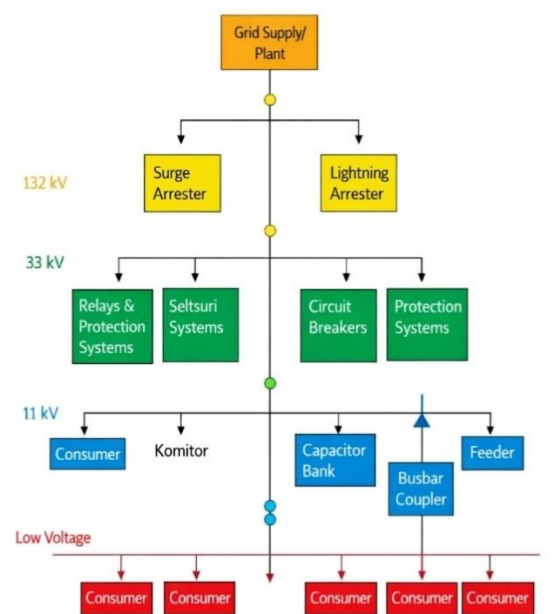 Grid Supply/
Plant
132 kV
Surge
Arrester
Lightning
Arrester
33 kV
Relays &
Protection
Systems
Seltsuri
Systems
Circuit
Breakers
Protection
Systems
11 kV
Consumer
Komitor
Capacitor
Bank
Busbar
Coupler
Feeder
Low Voltage
Consumer
Consumer
Consumer
Consumer
Consumer